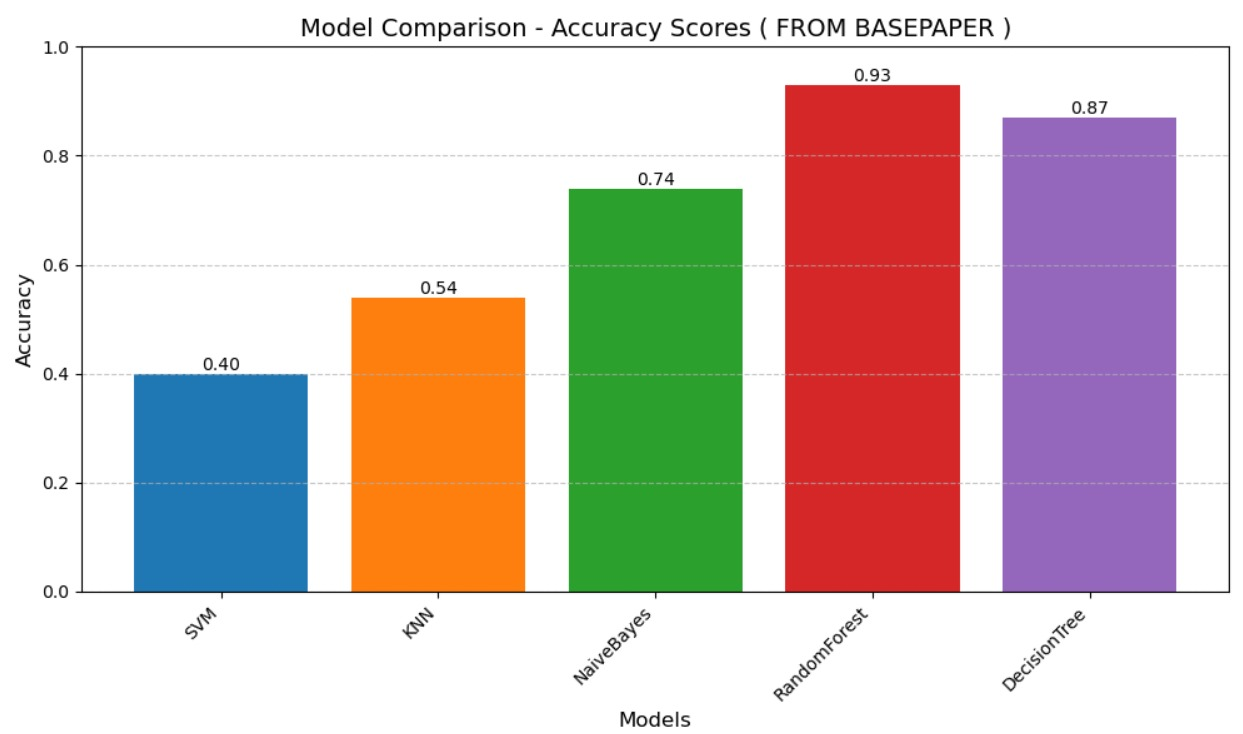 Model Comparison - Accuracy Scores ( FROM BASEPAPER )
1.0
0.8
0.6
0.4
0.2
0.0
Accuracy
0.40
0.54
0.74
0.93
0.87
SVM
KNN
NaiveBayes
RandomForest
DecisionTree
Models